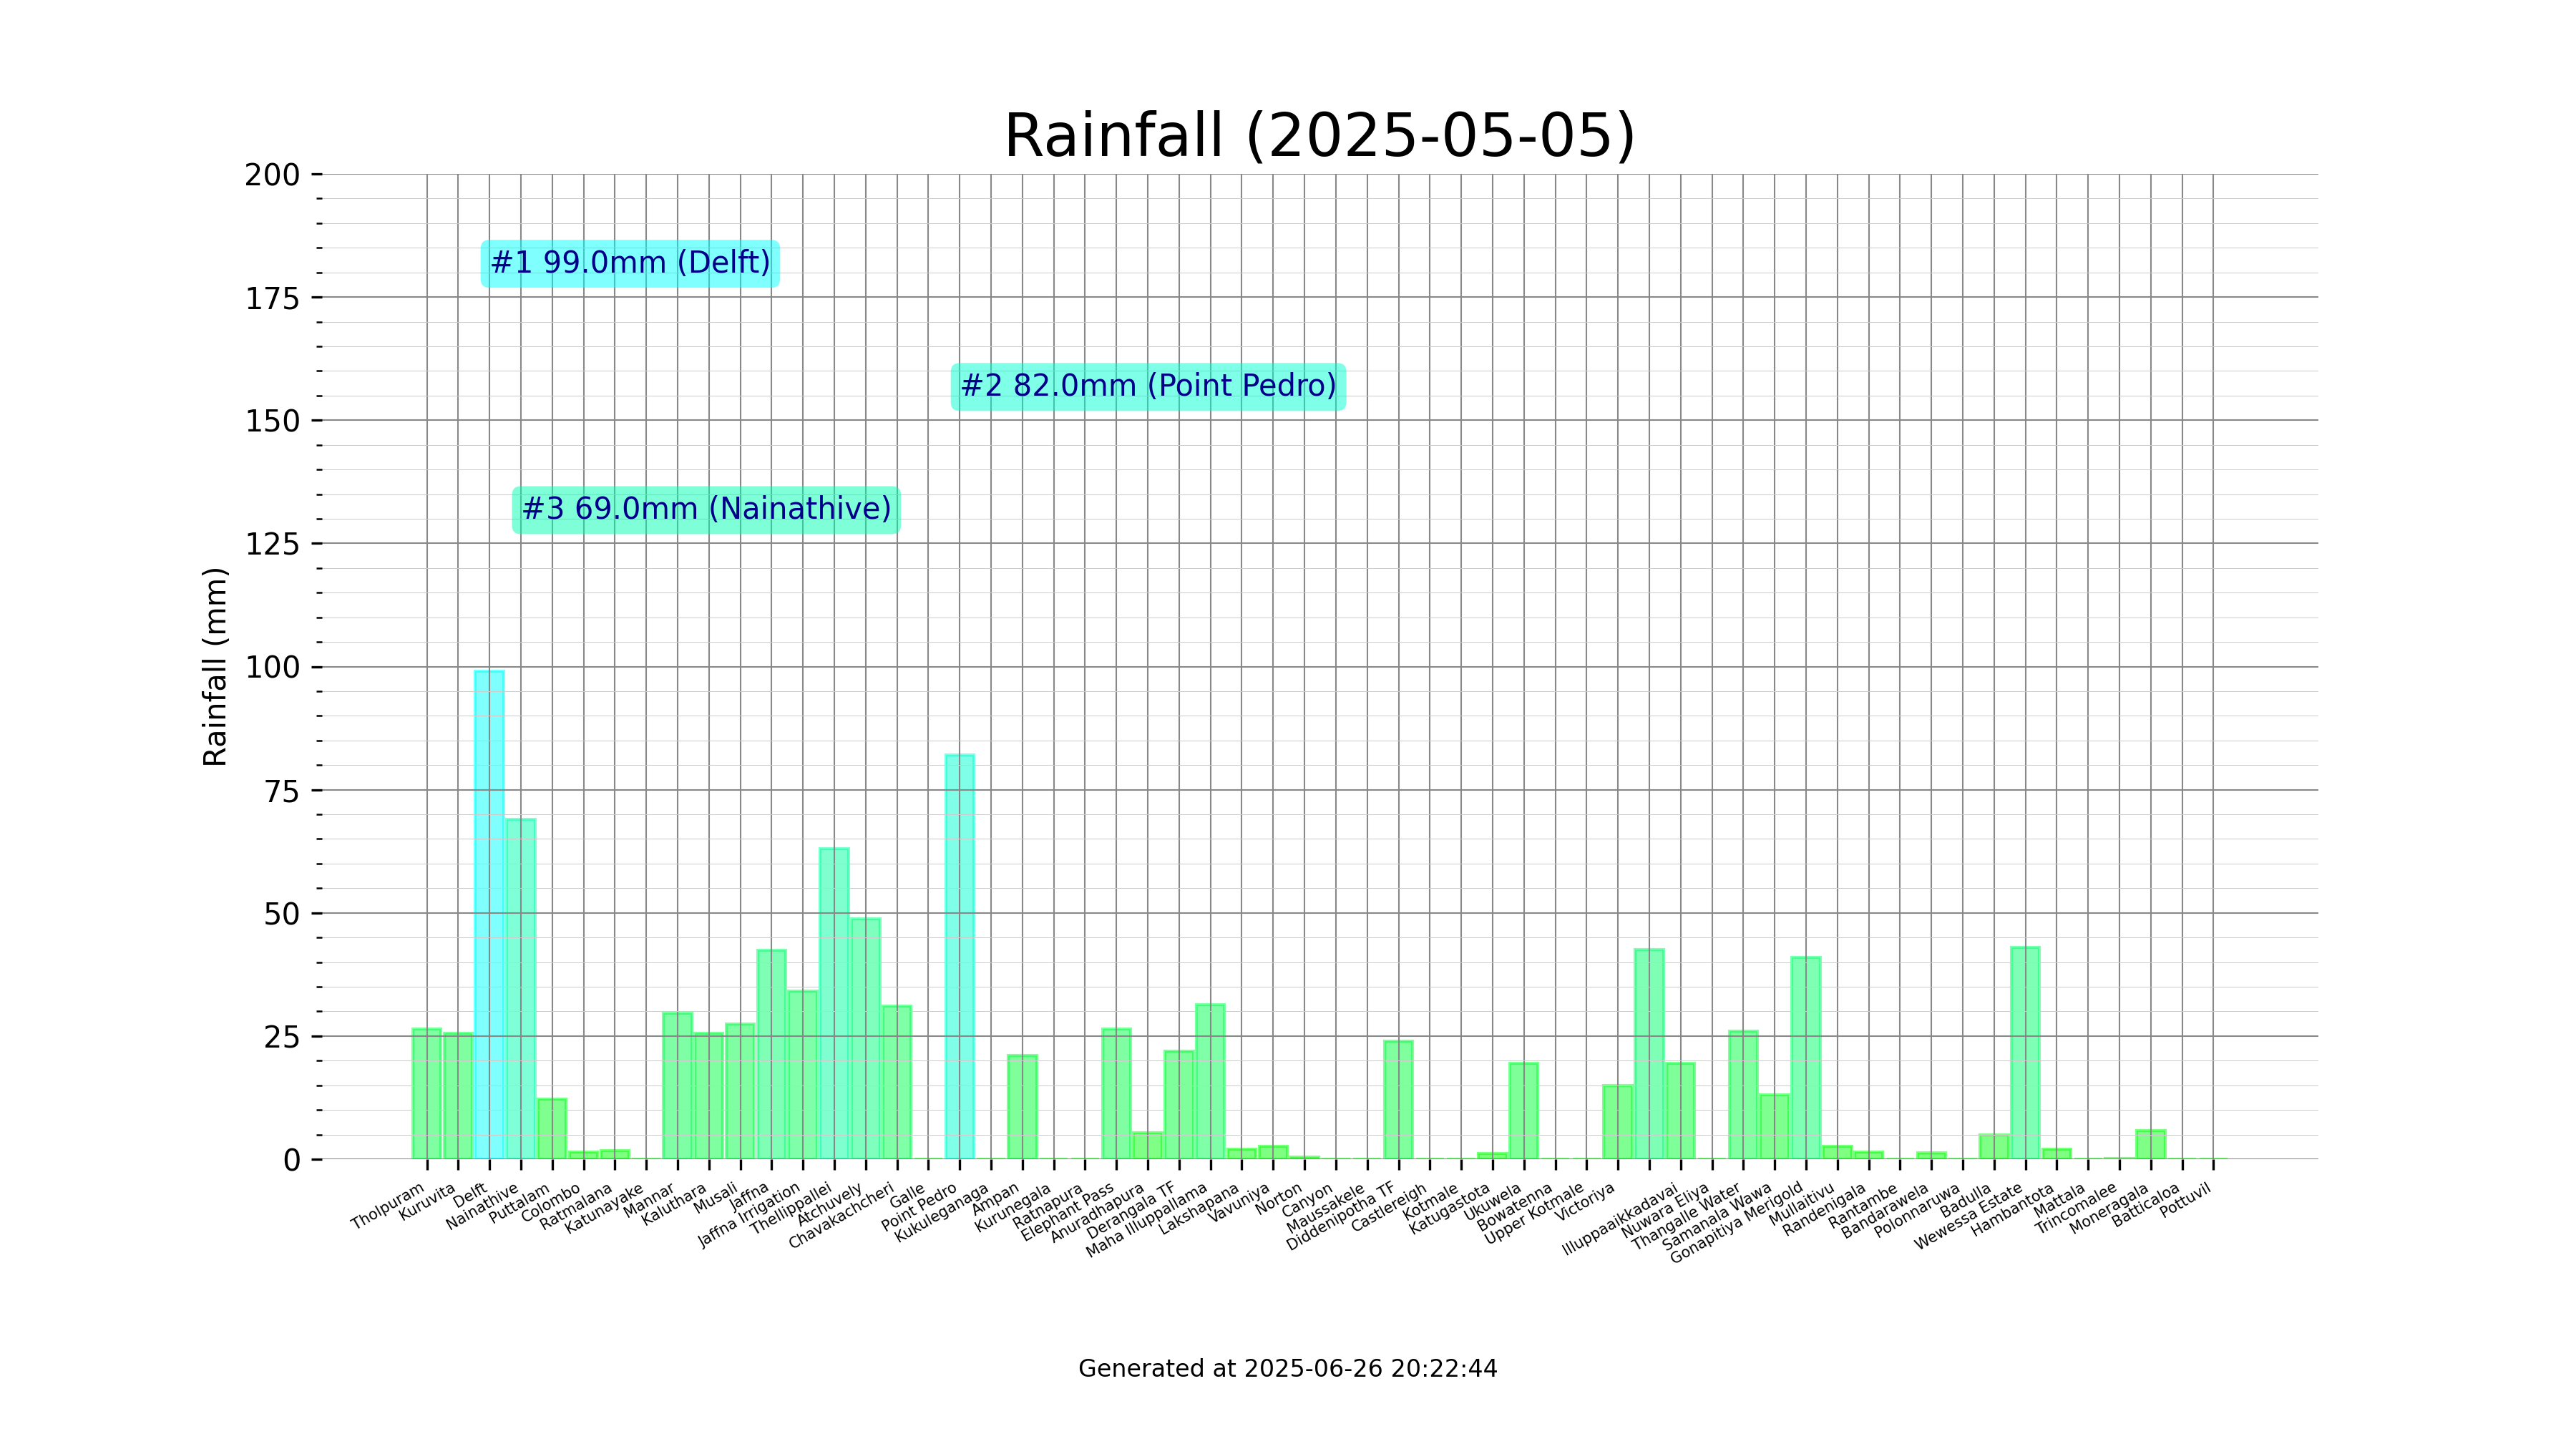 Rainfall (2025-05-05)
200
175
150
125
100
75
50
25
0
Rainfall (mm)
#1 99.0mm (Delft)
#2 82.0mm (Point Pedro)
#3 69.0mm (Nainathive)
Tholpuram
Kuruvita
Delft
Nainathive
Puttalam
Colombo
Ratmalana
Katunayake
Mannar
Kaluthara
Musali
Jaffna
Jaffna Irrigation
Thellippallei
Atchuvely
Chavakachcheri
Galle
Point Pedro
Kukuleganaga
Ampan
Kurunegala
Ratnapura
Elephant Pass
Anuradhapura
Derangala TF
Maha Illuppallama
Lakshapana
Vavuniya
Norton
Canyon
Maussakele
Diddenipotha TF
Castlereigh
Kotmale
Katugastota
Ukuwela
Bowatenna
Upper Kotmale
Victoriya
Illuppaaikkadavai
Nuwara Eliya
Thangalle Water
Samanala Wawa
Gonapitiya Merigold
Mullaitivu
Randenigala
Rantambe
Bandarawela
Polonnaruwa
Badulla
Wewessa Estate
Hambantota
Mattala
Trincomalee
Moneragala
Batticaloa
Pottuvil
Generated at 2025-06-26 20:22:44